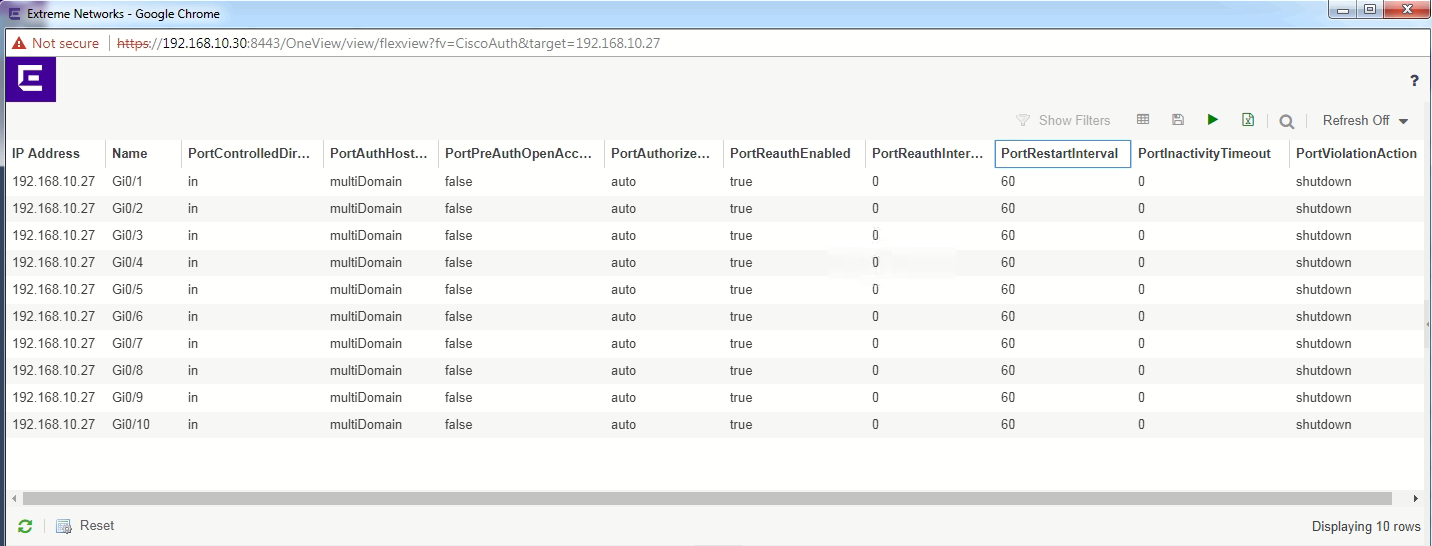 Extreme Networks - Google Chrome
Not secure https://192.168.10.30:8443/OneView/view/flexview?fv=CiscoAuth&target=192.168.10.27
E
?
Show Filters Refresh Off
IP Address Name PortControlledDir... PortAuthHost... PortPreAuthOpenAcc... PortAuthorize... PortReauthEnabled PortReauthInter... PortRestartInterval PortInactivityTimeout PortViolationAction
192.168.10.27 Gi0/1 in multiDomain false auto true 0 60 0 shutdown
192.168.10.27 Gi0/2 in multiDomain false auto true 0 60 0 shutdown
192.168.10.27 Gi0/3 in multiDomain false auto true 0 60 0 shutdown
192.168.10.27 Gi0/4 in multiDomain false auto true 0 60 0 shutdown
192.168.10.27 Gi0/5 in multiDomain false auto true 0 60 0 shutdown
192.168.10.27 Gi0/6 in multiDomain false auto true 0 60 0 shutdown
192.168.10.27 Gi0/7 in multiDomain false auto true 0 60 0 shutdown
192.168.10.27 Gi0/8 in multiDomain false auto true 0 60 0 shutdown
192.168.10.27 Gi0/9 in multiDomain false auto true 0 60 0 shutdown
192.168.10.27 Gi0/10 in multiDomain false auto true 0 60 0 shutdown
Reset Displaying 10 rows